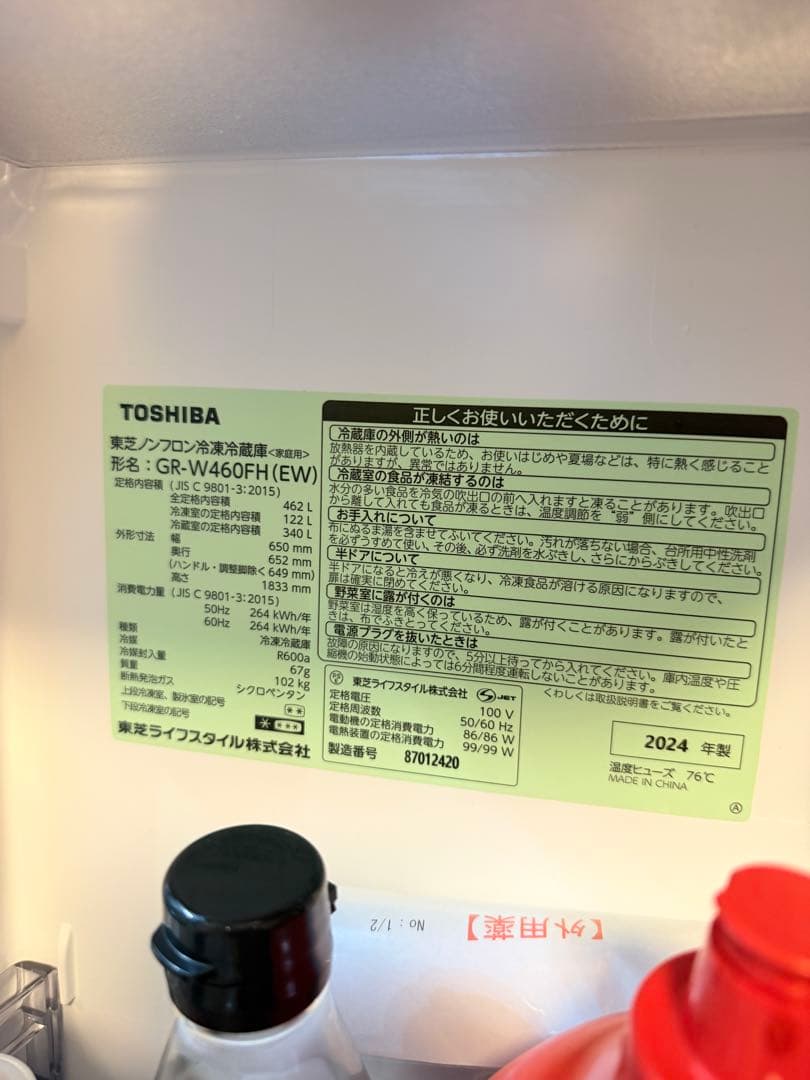 TOSHIBA
東芝ノンフロン冷凍冷蔵庫<家庭用>
形名：GR-W460FH(EW)
定格内容積 (JIS C 9801-3:2015)
全定格内容積 462 L
冷凍室の定格内容積 122 L
冷蔵室の定格内容積 340 L
外形寸法 幅 650 mm
奥行 652 mm
(ハンドル・調整脚除く649 mm)
高さ 1833 mm
消費電力量 (JIS C 9801-3:2015)
50Hz 264 kWh/年
60Hz 264 kWh/年
種類 冷凍冷蔵庫
冷媒 R600a
冷媒封入量 67g
質量 102 kg
断熱発泡ガス シクロペンタン
上段冷凍室、製氷室の記号 **
下段冷凍室の記号 * ***
東芝ライフスタイル株式会社
正しくお使いいただくために
冷蔵庫の外側が熱いのは
放熱器を内蔵しているため、お使いはじめや夏場などは、特に熱く感じること
がありますが、異常ではありません。
冷蔵室の食品が凍結するのは
水分の多い食品を冷気の吹出口の前へ入れますと凍ることがあります。吹出口
から離して入れても食品が凍るときは、温度調節を“弱”側にしてください。
お手入れについて
布にぬるま湯を含ませてふいてください。汚れが落ちない場合、台所用中性洗剤
を必ずうすめて使い、その後、必ず洗剤を水ぶきし、さらにからぶきしてください。
半ドアについて
半ドアになると冷えが悪くなり、冷凍食品が溶ける原因になりますので、
扉は確実に閉めてください。
野菜室に露が付くのは
野菜室は湿度を高く保っているため、露が付くことがあります。露が付いたと
きは、布でふきとってください。
電源プラグを抜いたときは
故障の原因になりますので、5分以上待ってから入れてください。庫内温度や圧
縮機の始動状態によっては6分間程度運転しないことがあります。
くわしくは取扱説明書をご覧ください。
東芝ライフスタイル株式会社 JET
定格電圧 100 V
定格周波数 50/60 Hz
電動機の定格消費電力 86/86 W
電熱装置の定格消費電力 99/99 W
製造番号 87012420
2024 年製
温度ヒューズ 76℃
MADE IN CHINA
A
【外用薬】
No：1/2